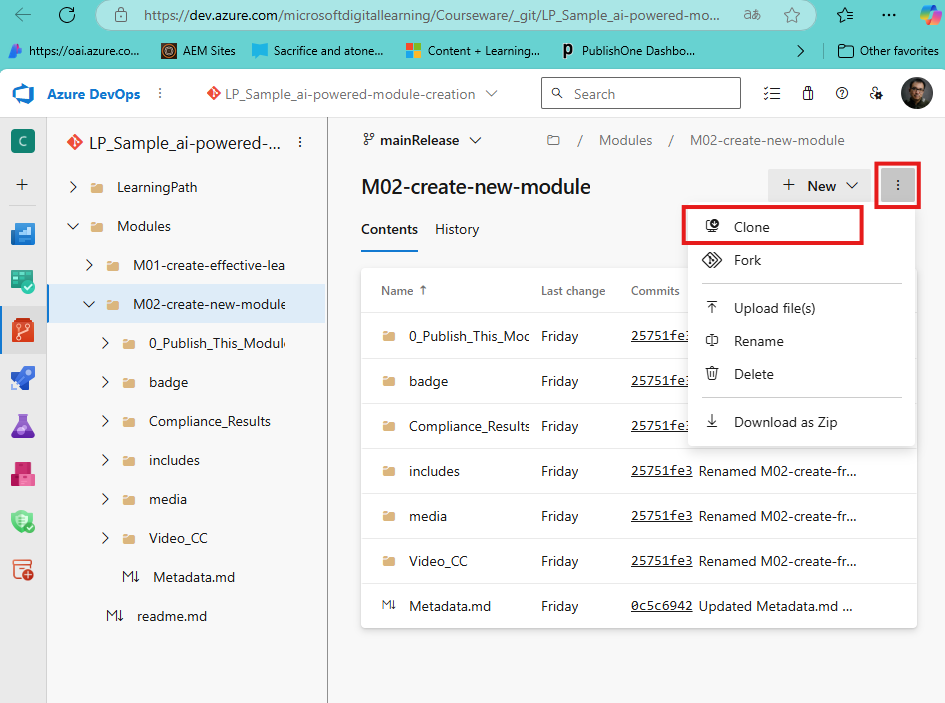 https://dev.azure.com/microsoftdigitallearning/Courseware/_git/LP_Sample_ai-powered-mo... aあ
https://oai.azure.co... AEM Sites Sacrifice and atone... Content + Learning... PublishOne Dashbo... Other favorites
Azure DevOps LP_Sample_ai-powered-module-creation Search
C LP_Sample_ai-powered-... mainRelease / Modules / M02-create-new-module
LearningPath
M02-create-new-module New
Modules
Contents History
Clone
M01-create-effective-lea
Fork
Name ↑ Last change Commits
M02-create-new-module
Upload file(s)
0_Publish_This_Modul
0_Publish_This_Moc Friday 25751fe3
Rename
badge
badge Friday 25751fe3
Delete
Compliance_Results
Compliance_Results Friday 25751fe3
Download as Zip
includes
includes Friday 25751fe3 Renamed M02-create-fr...
media
media Friday 25751fe3 Renamed M02-create-fr...
Video_CC
Video_CC Friday 25751fe3 Renamed M02-create-fr...
M↓ Metadata.md
M↓ Metadata.md Friday 0c5c6942 Updated Metadata.md ...
M↓ readme.md